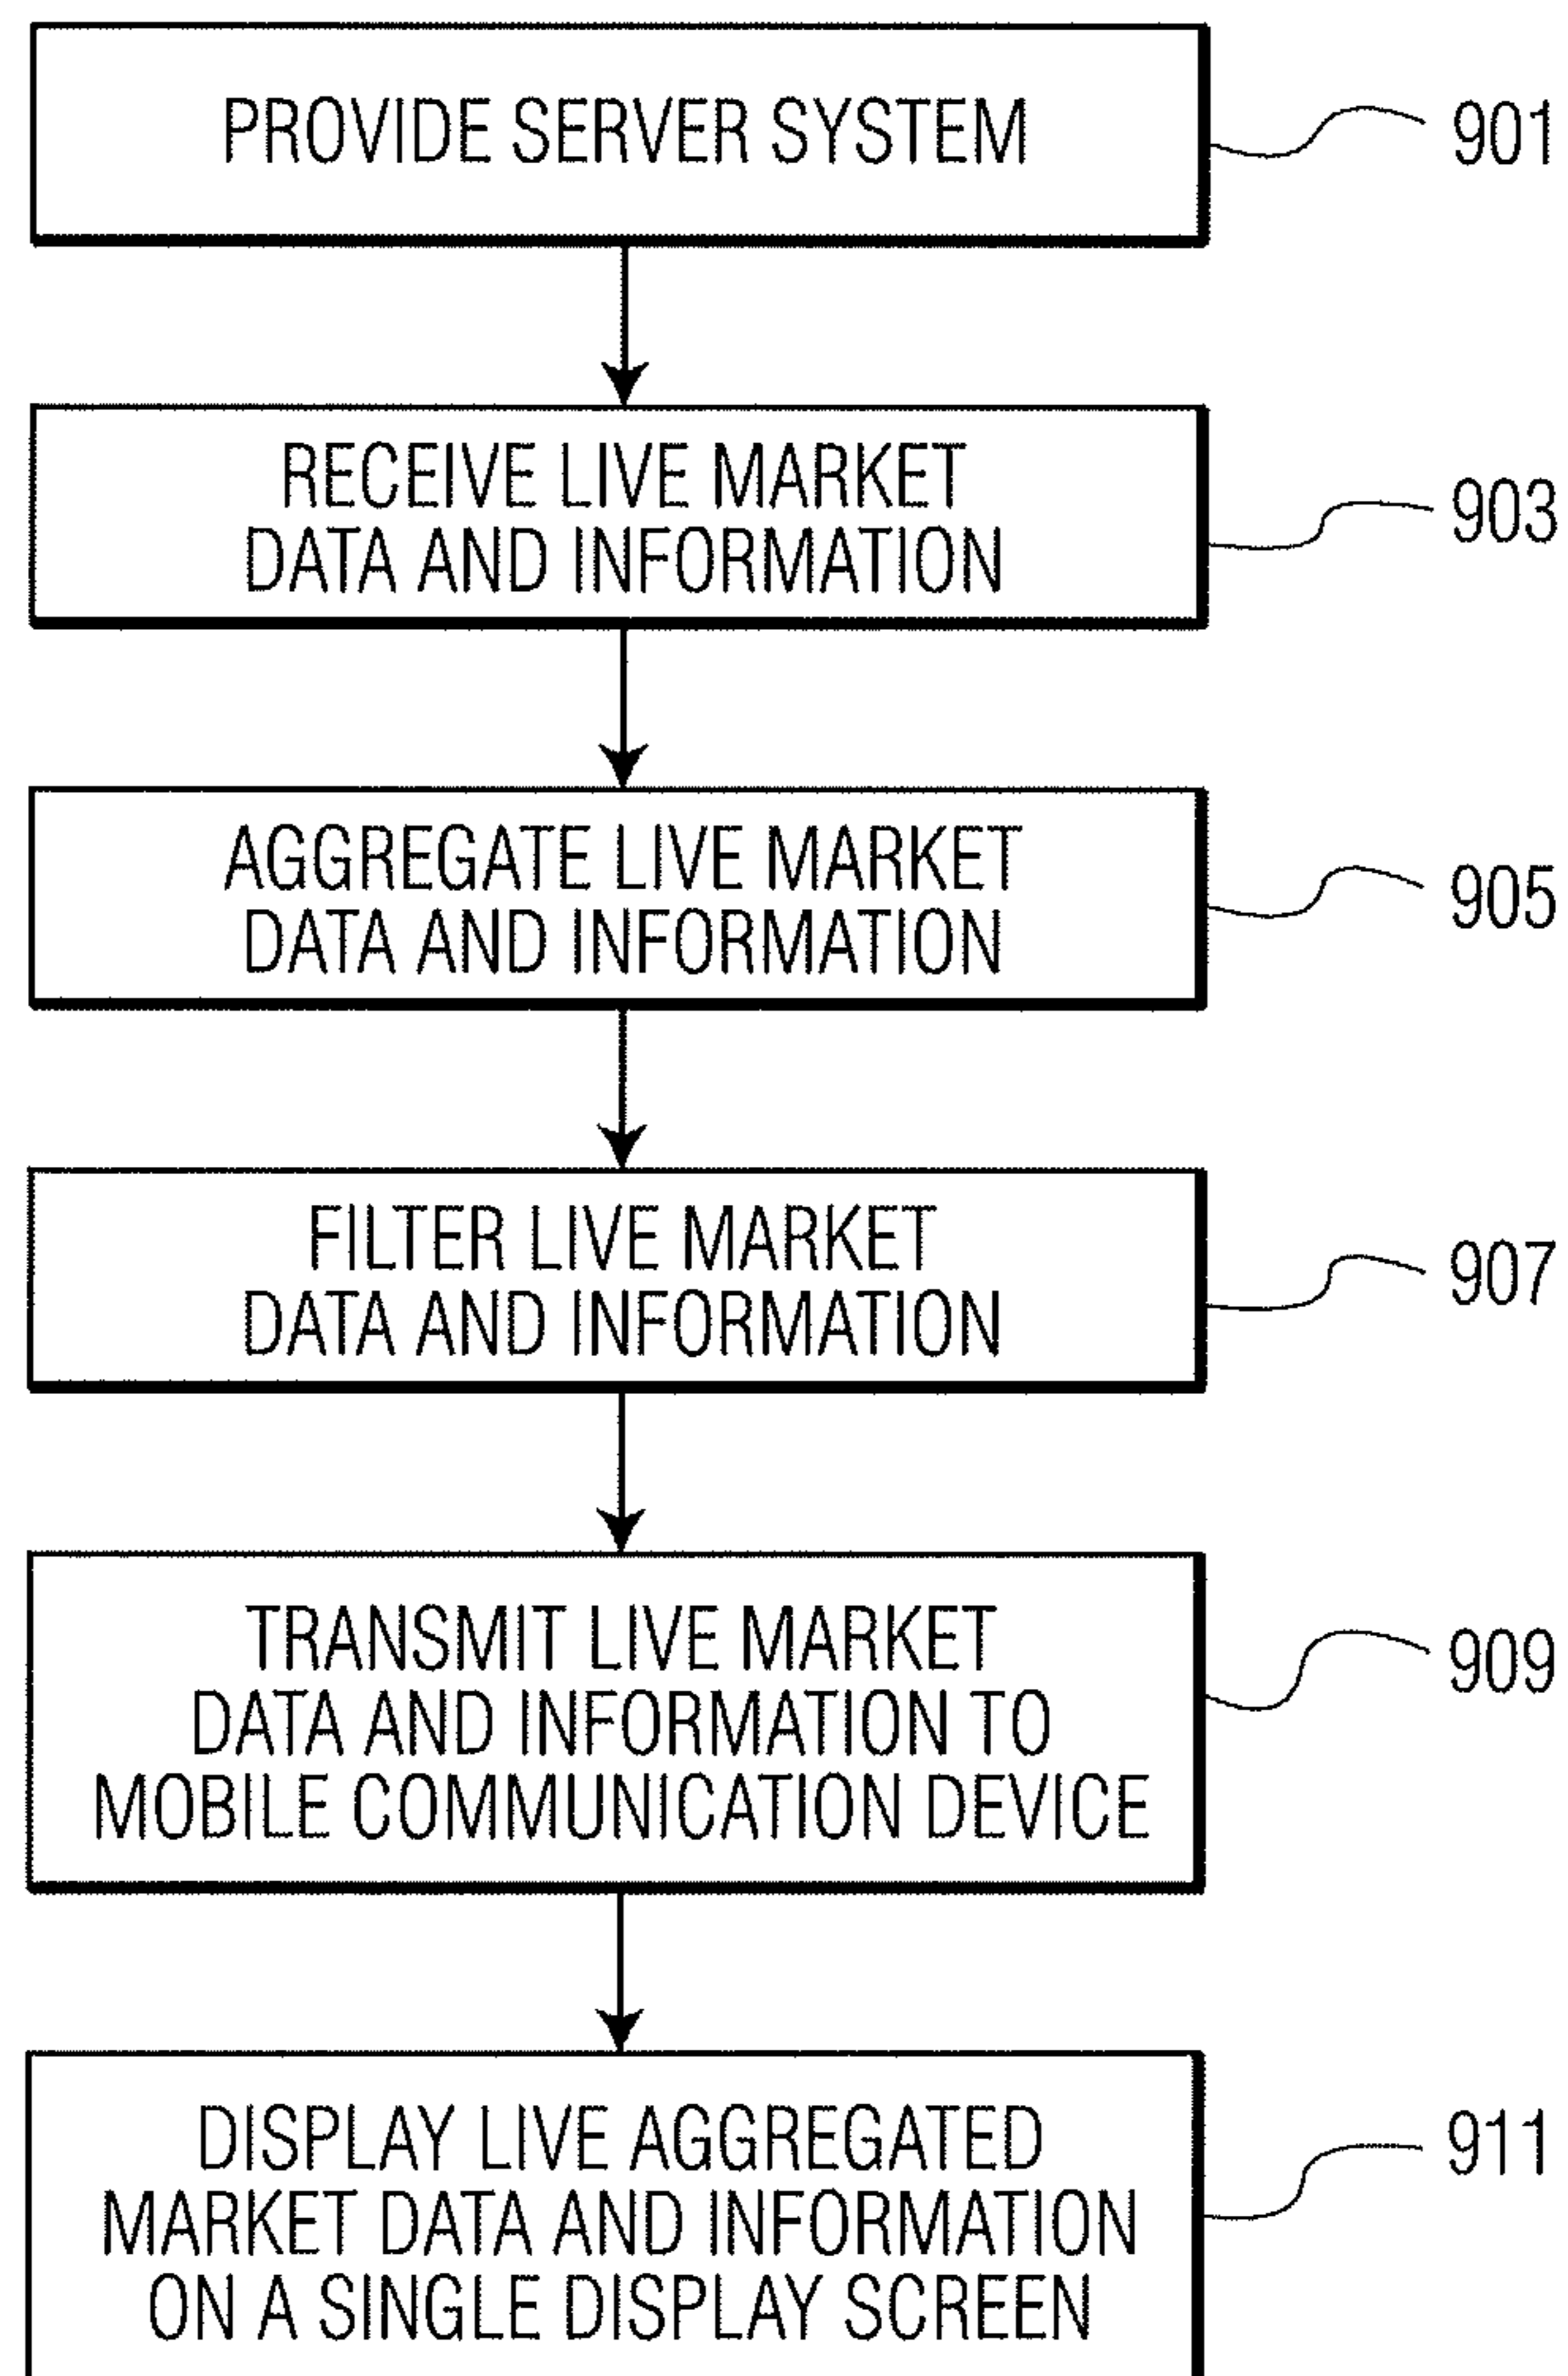 PROVIDE SERVER SYSTEM
901
RECEIVE LIVE MARKET
DATA AND INFORMATION
903
AGGREGATE LIVE MARKET
DATA AND INFORMATION
905
FILTER LIVE MARKET
DATA AND INFORMATION
907
TRANSMIT LIVE MARKET
DATA AND INFORMATION TO
MOBILE COMMUNICATION DEVICE
909
DISPLAY LIVE AGGREGATED
MARKET DATA AND INFORMATION
ON A SINGLE DISPLAY SCREEN
911